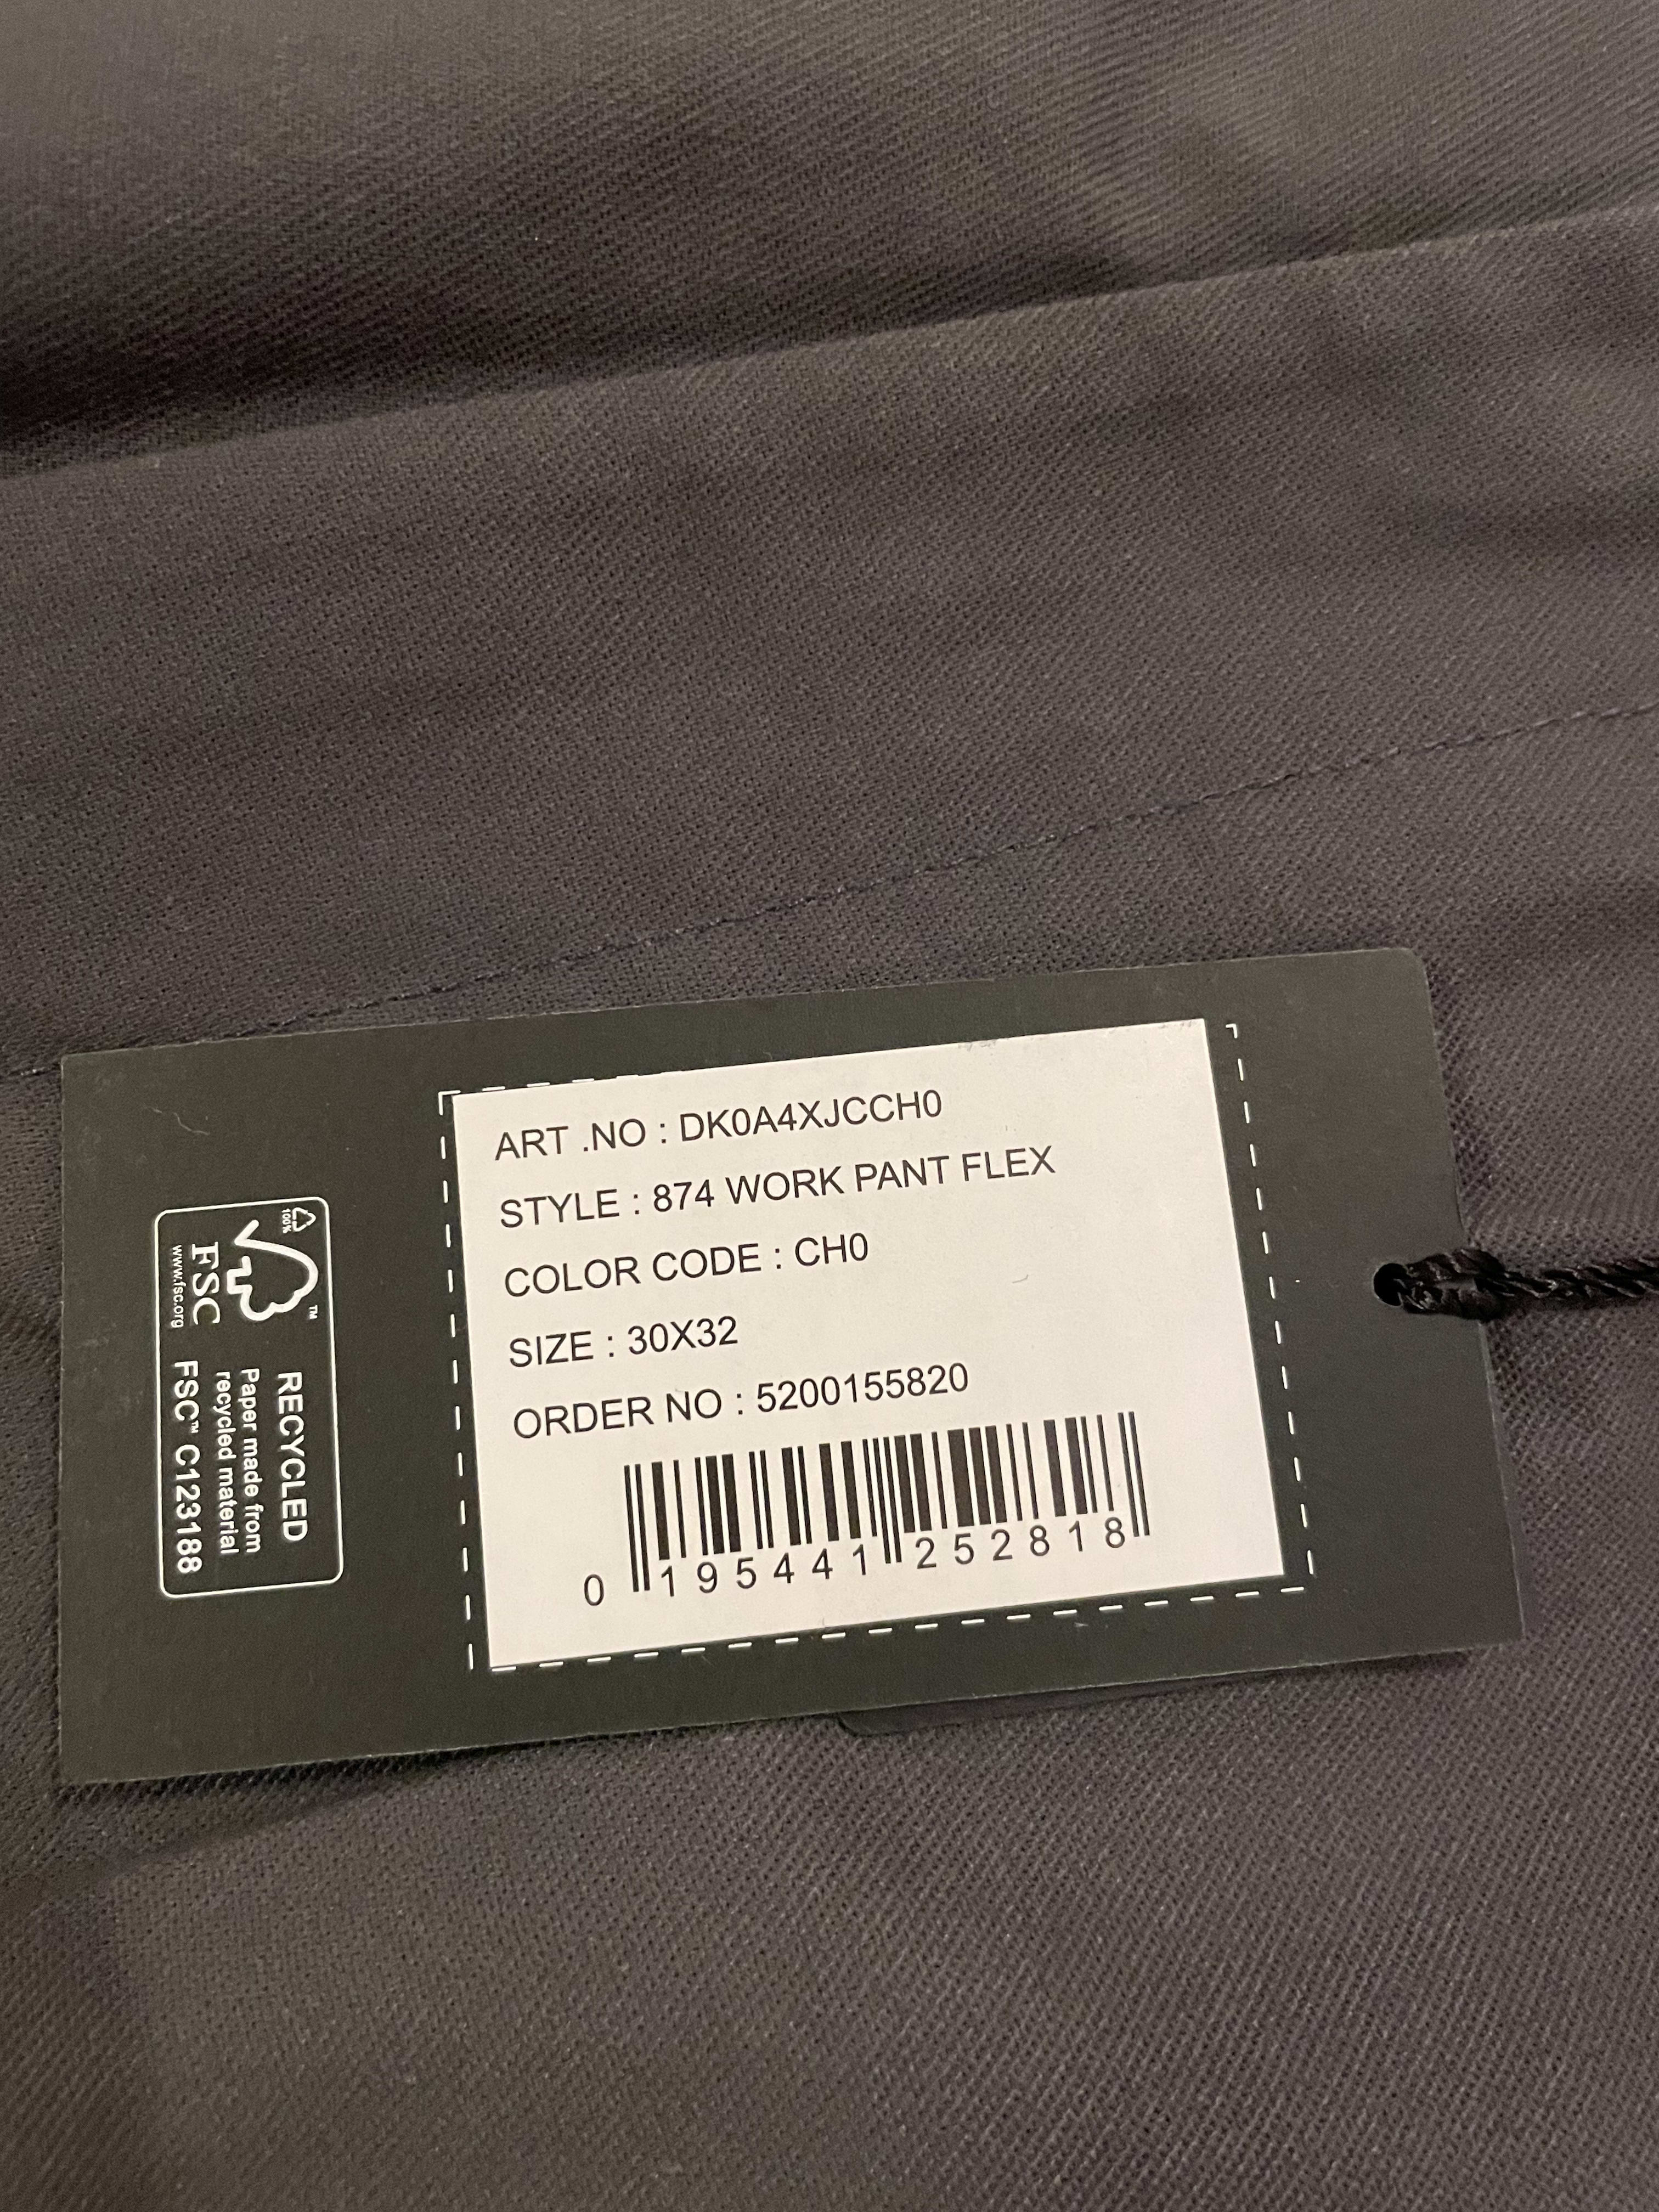 ART .NO : DK0A4XJCCH0
STYLE : 874 WORK PANT FLEX
COLOR CODE : CH0
SIZE : 30X32
ORDER NO : 5200155820
0 195441 252818
100%
™
FSC
www.fsc.org
RECYCLED
Paper made from
recycled material
FSC™ C123188